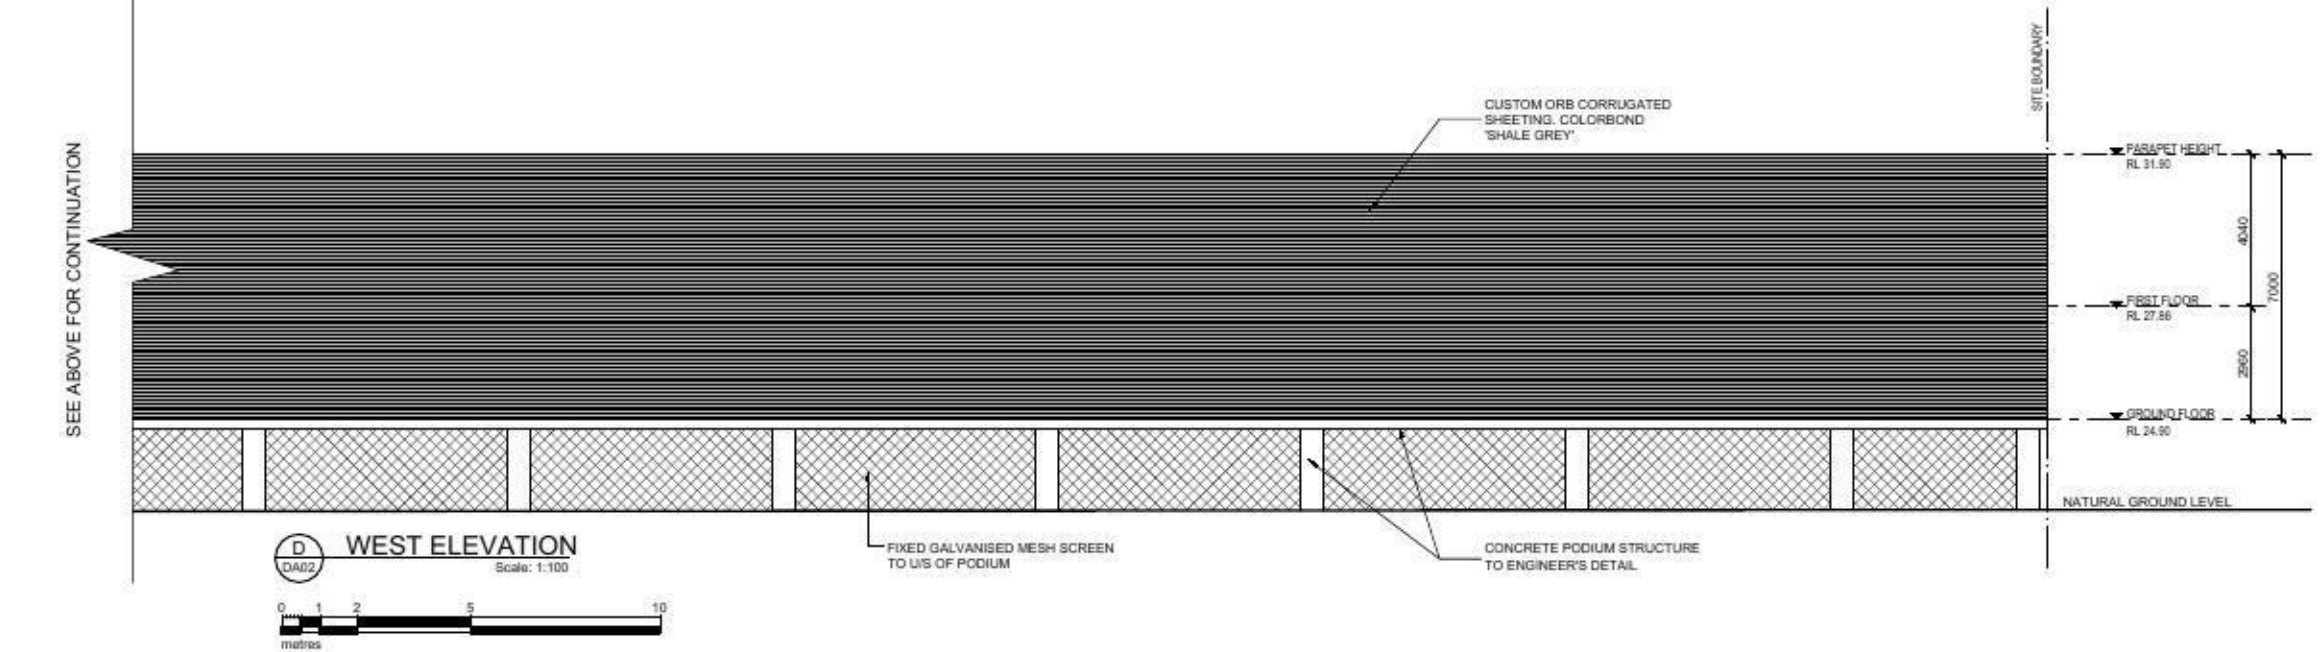 SITE BOUNDARY
CUSTOM ORB CORRUGATED
SHEETING. COLORBOND
'SHALE GREY'
SEE ABOVE FOR CONTINUATION
PARAPET HEIGHT
RL 31.90
4040
7000
FIRST FLOOR
RL 27.86
2960
GROUND FLOOR
RL 24.90
NATURAL GROUND LEVEL
D
DA02
WEST ELEVATION
Scale: 1:100
FIXED GALVANISED MESH SCREEN
TO U/S OF PODIUM
CONCRETE PODIUM STRUCTURE
TO ENGINEER'S DETAIL
0 1 2 5 10
metres